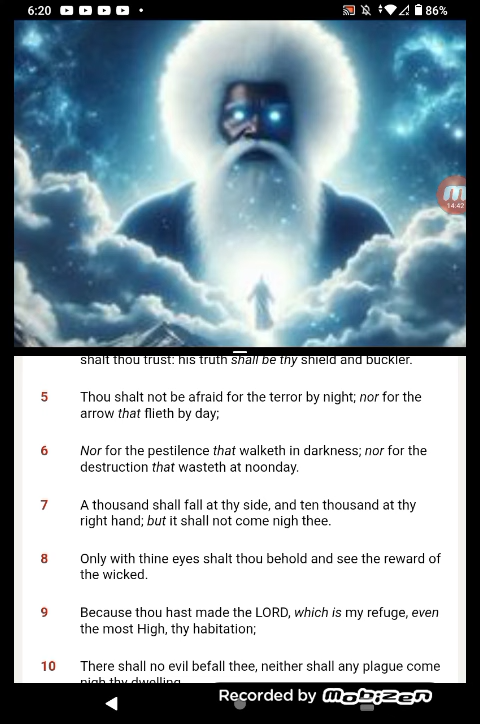 6:20
86%
14:42
shalt thou trust: his truth shall be thy shield and buckler.
5 Thou shalt not be afraid for the terror by night; nor for the
arrow that flieth by day;
6 Nor for the pestilence that walketh in darkness; nor for the
destruction that wasteth at noonday.
7 A thousand shall fall at thy side, and ten thousand at thy
right hand; but it shall not come nigh thee.
8 Only with thine eyes shalt thou behold and see the reward of
the wicked.
9 Because thou hast made the LORD, which is my refuge, even
the most High, thy habitation;
10 There shall no evil befall thee, neither shall any plague come
nigh thy dwelling
Recorded by Mobizen